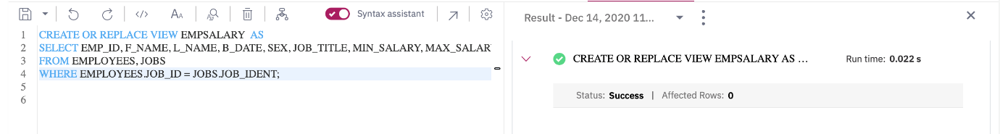 Syntax assistant
1 CREATE OR REPLACE VIEW EMPSALARY AS
2 SELECT EMP_ID, F_NAME, L_NAME, B_DATE, SEX, JOB_TITLE, MIN_SALARY, MAX_SALAR
3 FROM EMPLOYEES, JOBS
4 WHERE EMPLOYEES.JOB_ID = JOBS.JOB_IDENT;
5
6
Result - Dec 14, 2020 11...
CREATE OR REPLACE VIEW EMPSALARY AS ... Run time: 0.022 s
Status: Success | Affected Rows: 0